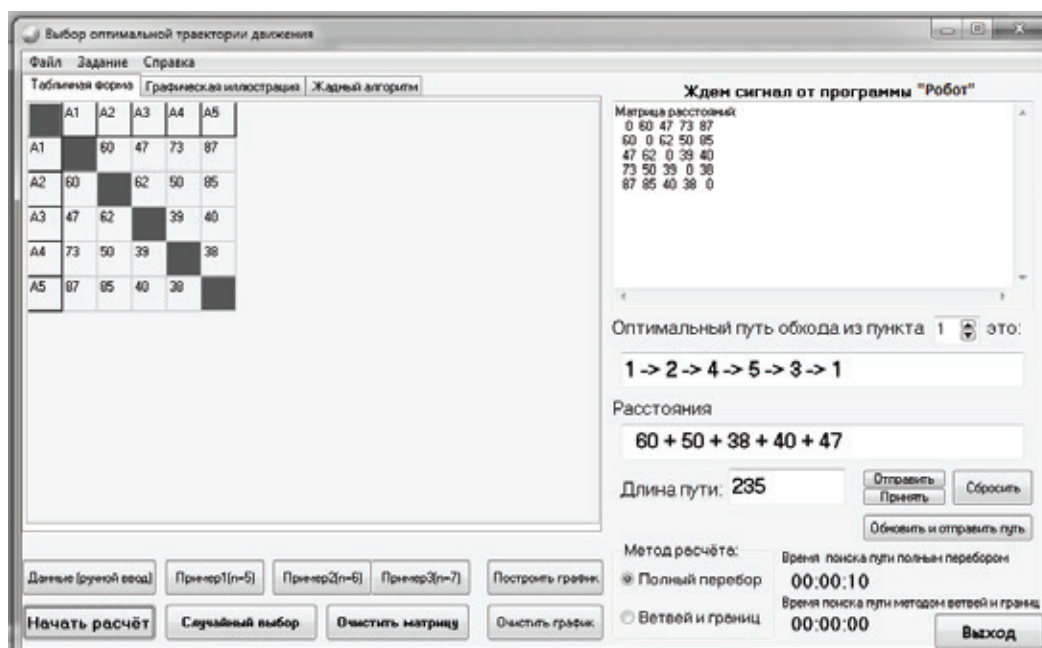 Выбор оптимальной траектории движения
Файл Задание Справка
Табличная форма Графическая иллюстрация Жадный алгоритм
A1 A2 A3 A4 A5
A1 60 47 73 87
A2 60 62 50 85
A3 47 62 39 40
A4 73 50 39 38
A5 87 85 40 38
Ждем сигнал от программы "Робот"
Матрица расстояний:
0 60 47 73 87
60 0 62 50 85
47 62 0 39 40
73 50 39 0 38
87 85 40 38 0
Оптимальный путь обхода из пункта 1 это:
1 -> 2 -> 4 -> 5 -> 3 -> 1
Расстояния
60 + 50 + 38 + 40 + 47
Длина пути: 235
Отправить
Принять
Сбросить
Обновить и отправить путь
Данные (ручной ввод) Пример1(n=5) Пример2(n=6) Пример3(n=7) Построить график
Начать расчёт Случайный выбор Очистить матрицу Очистить график
Метод расчёта:
Полный перебор
Ветвей и границ
Время поиска пути полным перебором
00:00:10
Время поиска пути методом ветвей и границ
00:00:00
Выход